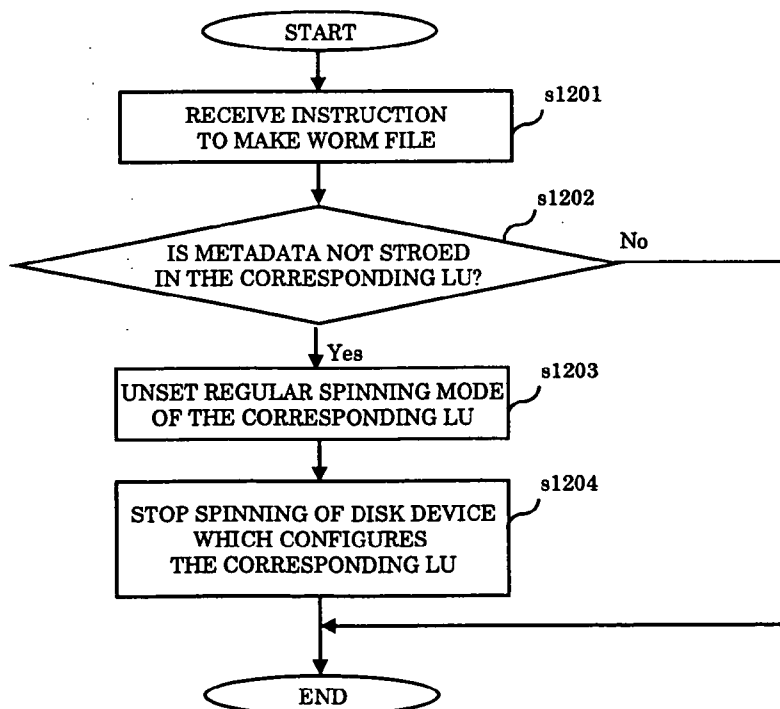 START
s1201
RECEIVE INSTRUCTION
TO MAKE WORM FILE
s1202
No
IS METADATA NOT STROED
IN THE CORRESPONDING LU?
Yes
s1203
UNSET REGULAR SPINNING MODE
OF THE CORRESPONDING LU
s1204
STOP SPINNING OF DISK DEVICE
WHICH CONFIGURES
THE CORRESPONDING LU
END